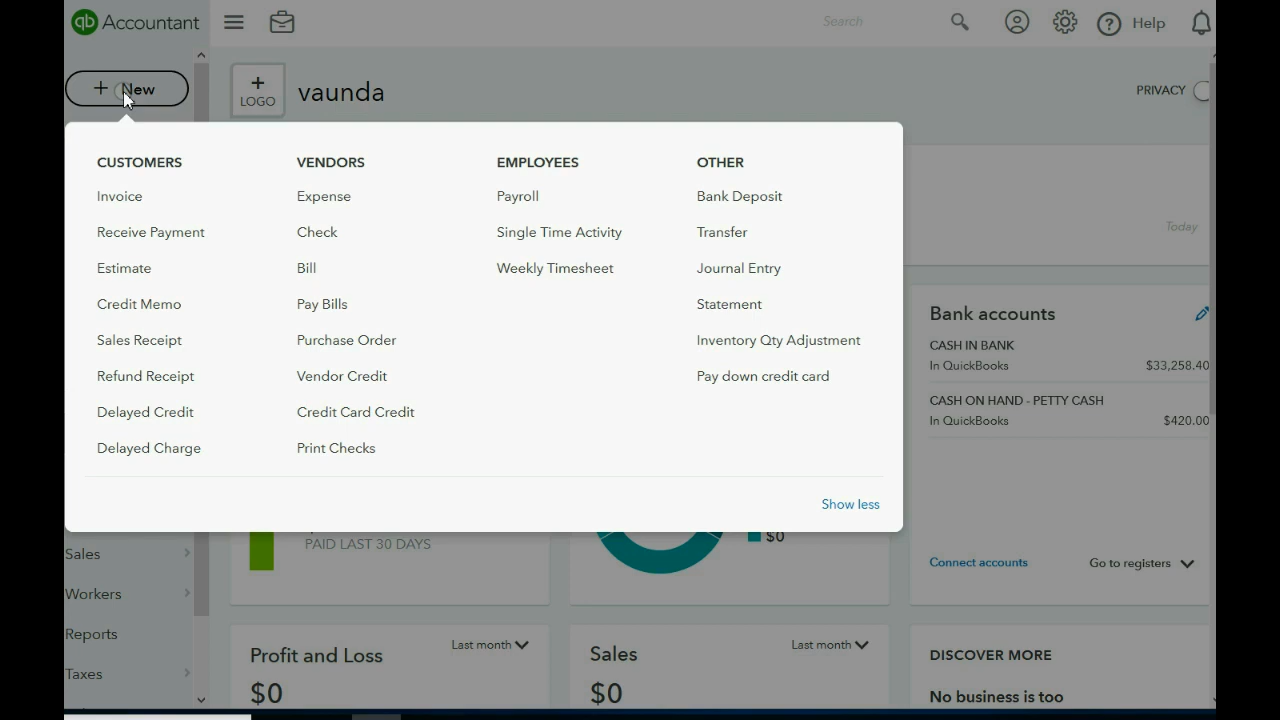 qb Accountant
Search
Help
+ New
+
LOGO
vaunda
PRIVACY
CUSTOMERS
Invoice
Receive Payment
Estimate
Credit Memo
Sales Receipt
Refund Receipt
Delayed Credit
Delayed Charge
VENDORS
Expense
Check
Bill
Pay Bills
Purchase Order
Vendor Credit
Credit Card Credit
Print Checks
EMPLOYEES
Payroll
Single Time Activity
Weekly Timesheet
OTHER
Bank Deposit
Transfer
Journal Entry
Statement
Inventory Qty Adjustment
Pay down credit card
Show less
Today
Bank accounts
CASH IN BANK
In QuickBooks $33,258.40
CASH ON HAND - PETTY CASH
In QuickBooks $420.00
Connect accounts
Go to registers
PAID LAST 30 DAYS
$0
Sales
Workers
Reports
Taxes
Profit and Loss
Last month
$0
Sales
Last month
$0
DISCOVER MORE
No business is too